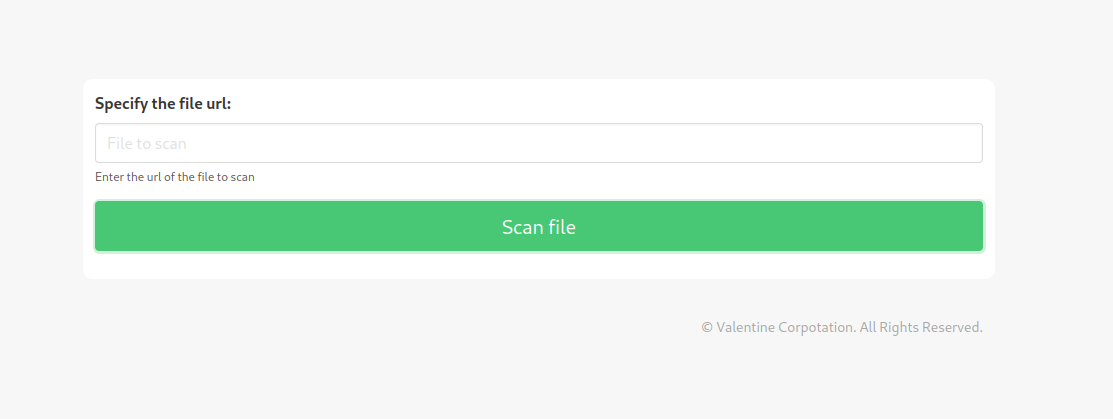 Specify the file url:
File to scan
Enter the url of the file to scan
Scan file
© Valentine Corpotation. All Rights Reserved.